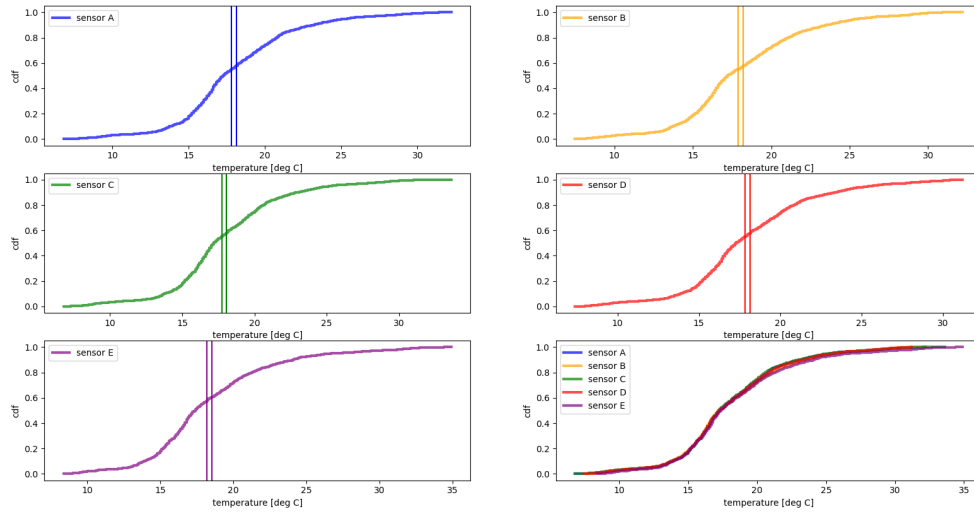 sensor A
cdf
1.0
0.8
0.6
0.4
0.2
0.0
10 15 20 25 30
temperature [deg C]
sensor B
cdf
1.0
0.8
0.6
0.4
0.2
0.0
10 15 20 25 30
temperature [deg C]
sensor C
cdf
1.0
0.8
0.6
0.4
0.2
0.0
10 15 20 25 30
temperature [deg C]
sensor D
cdf
1.0
0.8
0.6
0.4
0.2
0.0
10 15 20 25 30
temperature [deg C]
sensor E
cdf
1.0
0.8
0.6
0.4
0.2
0.0
10 15 20 25 30 35
temperature [deg C]
sensor A
sensor B
sensor C
sensor D
sensor E
cdf
1.0
0.8
0.6
0.4
0.2
0.0
10 15 20 25 30 35
temperature [deg C]